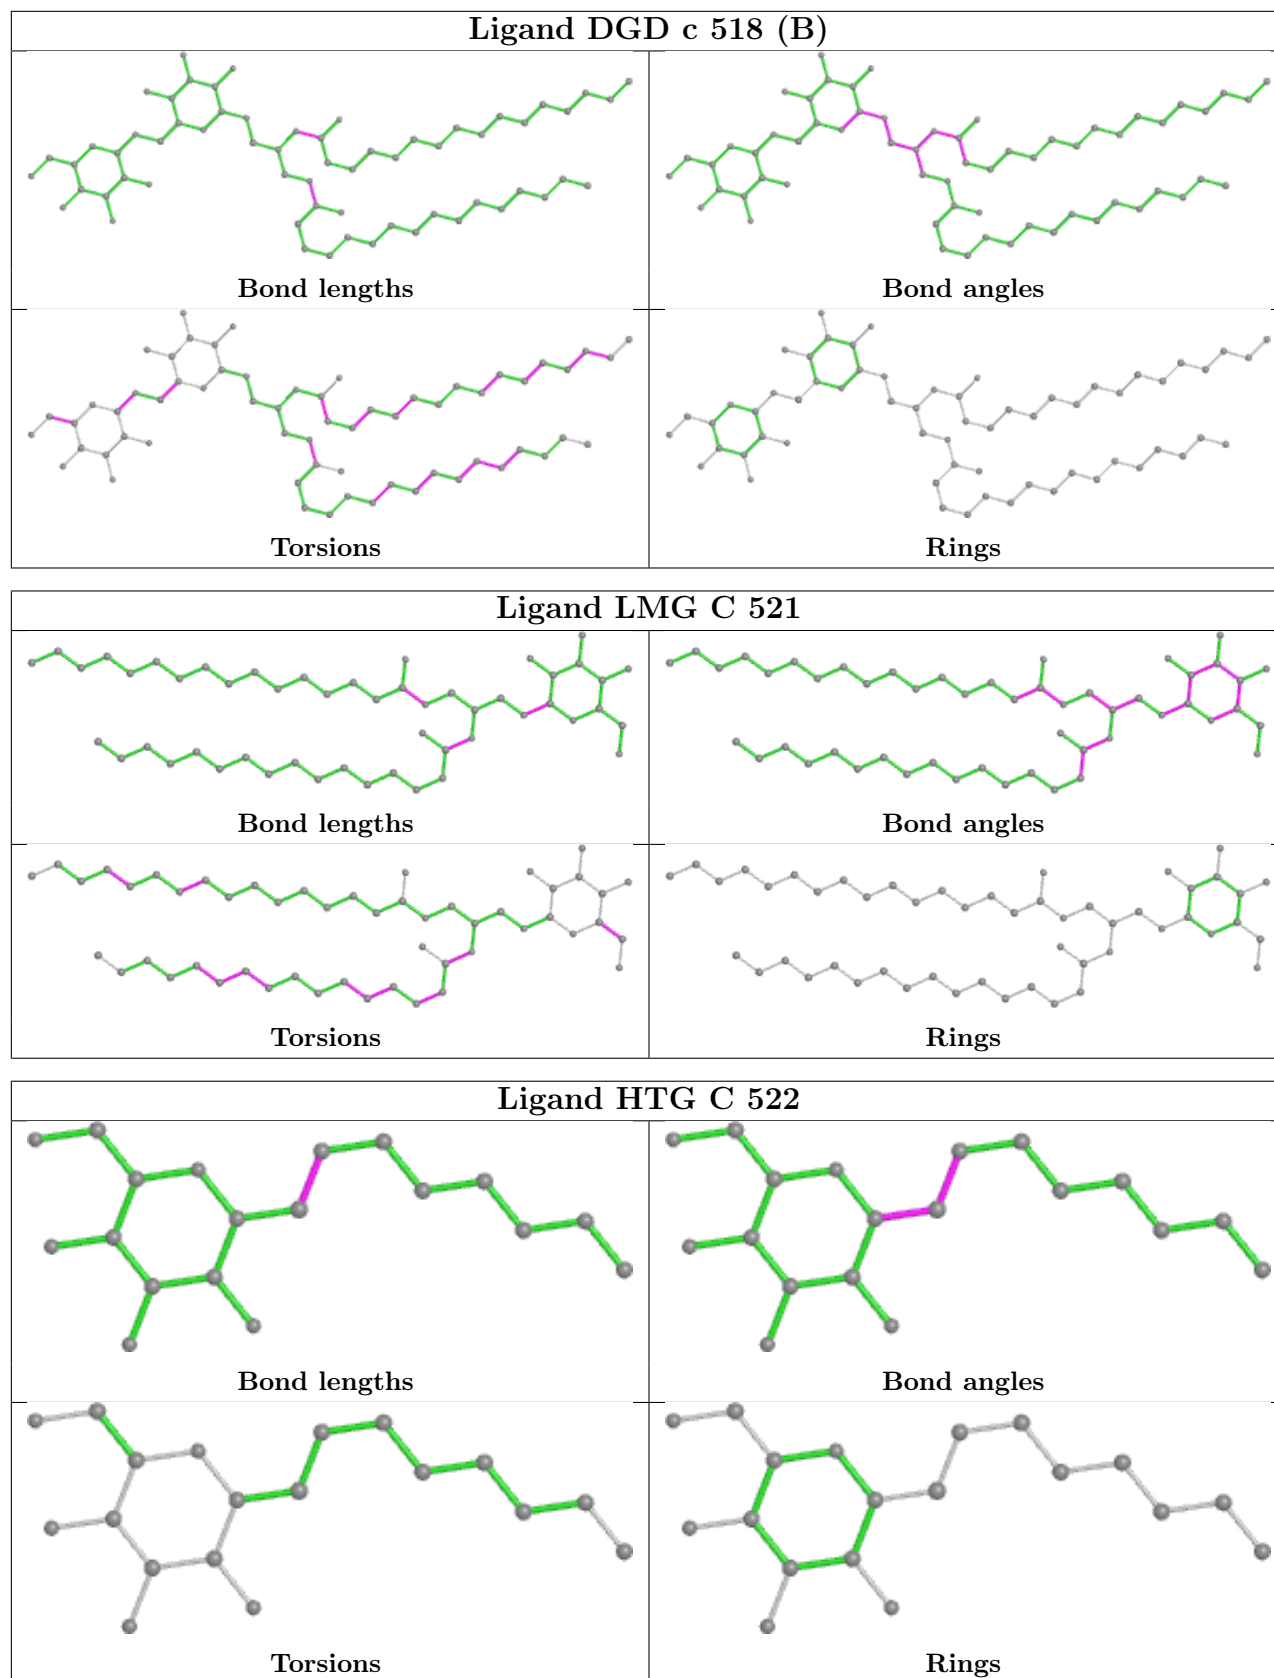 Ligand DGD c 518 (B)
Bond lengths
Bond angles
Torsions
Rings
Ligand LMG C 521
Bond lengths
Bond angles
Torsions
Rings
Ligand HTG C 522
Bond lengths
Bond angles
Torsions
Rings